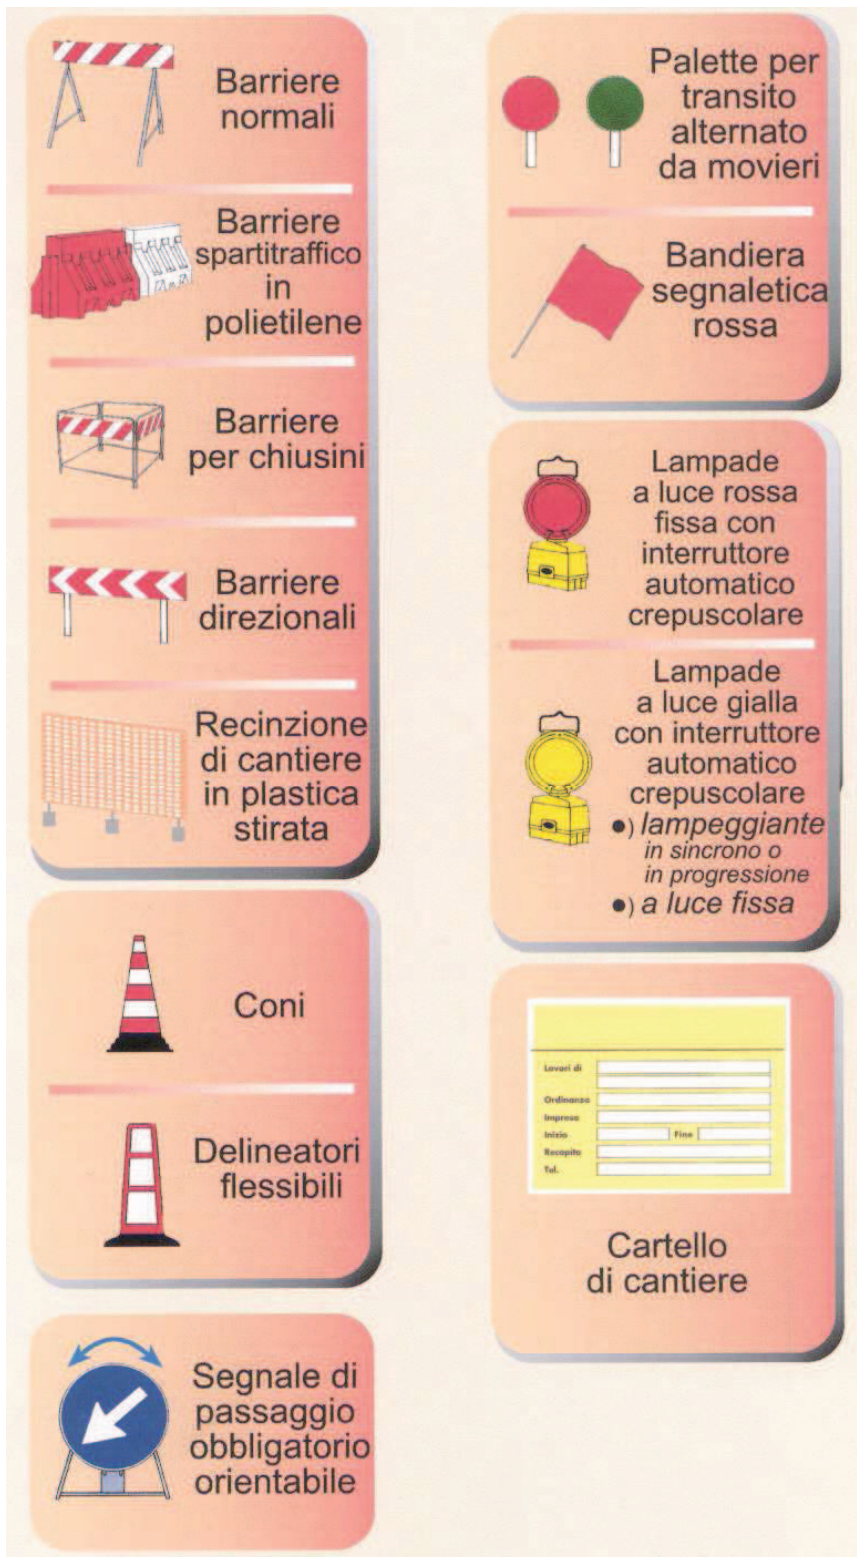 Barriere
normali
Barriere
spartitraffico
in
polietilene
Barriere
per chiusini
Barriere
direzionali
Recinzione
di cantiere
in plastica
stirata
Coni
Delineatori
flessibili
Segnale di
passaggio
obbligatorio
orientabile
Palette per
transito
alternato
da movieri
Bandiera
segnaletica
rossa
Lampade
a luce rossa
fissa con
interruttore
automatico
crepuscolare
Lampade
a luce gialla
con interruttore
automatico
crepuscolare
●) lampeggiante
in sincrono o
in progressione
●) a luce fissa
Lavori di
Ordinanza
Impresa
Inizio Fine
Recapito
Tel.
Cartello
di cantiere